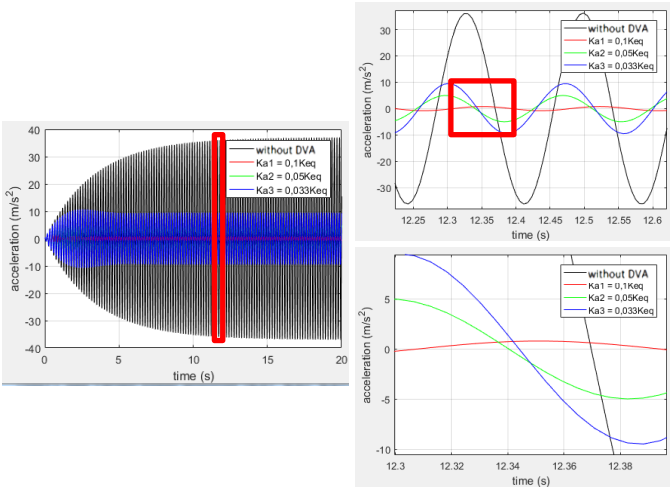 40
30
20
10
0
-10
-20
-30
-40
acceleration (m/s²)
0
5
10
15
20
time (s)
without DVA
Ka1 = 0,1Keq
Ka2 = 0,05Keq
Ka3 = 0,033Keq
30
20
10
0
-10
-20
-30
acceleration (m/s²)
12.25
12.3
12.35
12.4
12.45
12.5
12.55
12.6
time (s)
without DVA
Ka1 = 0,1Keq
Ka2 = 0,05Keq
Ka3 = 0,033Keq
5
0
-5
-10
acceleration (m/s²)
12.3
12.32
12.34
12.36
12.38
time (s)
without DVA
Ka1 = 0,1Keq
Ka2 = 0,05Keq
Ka3 = 0,033Keq